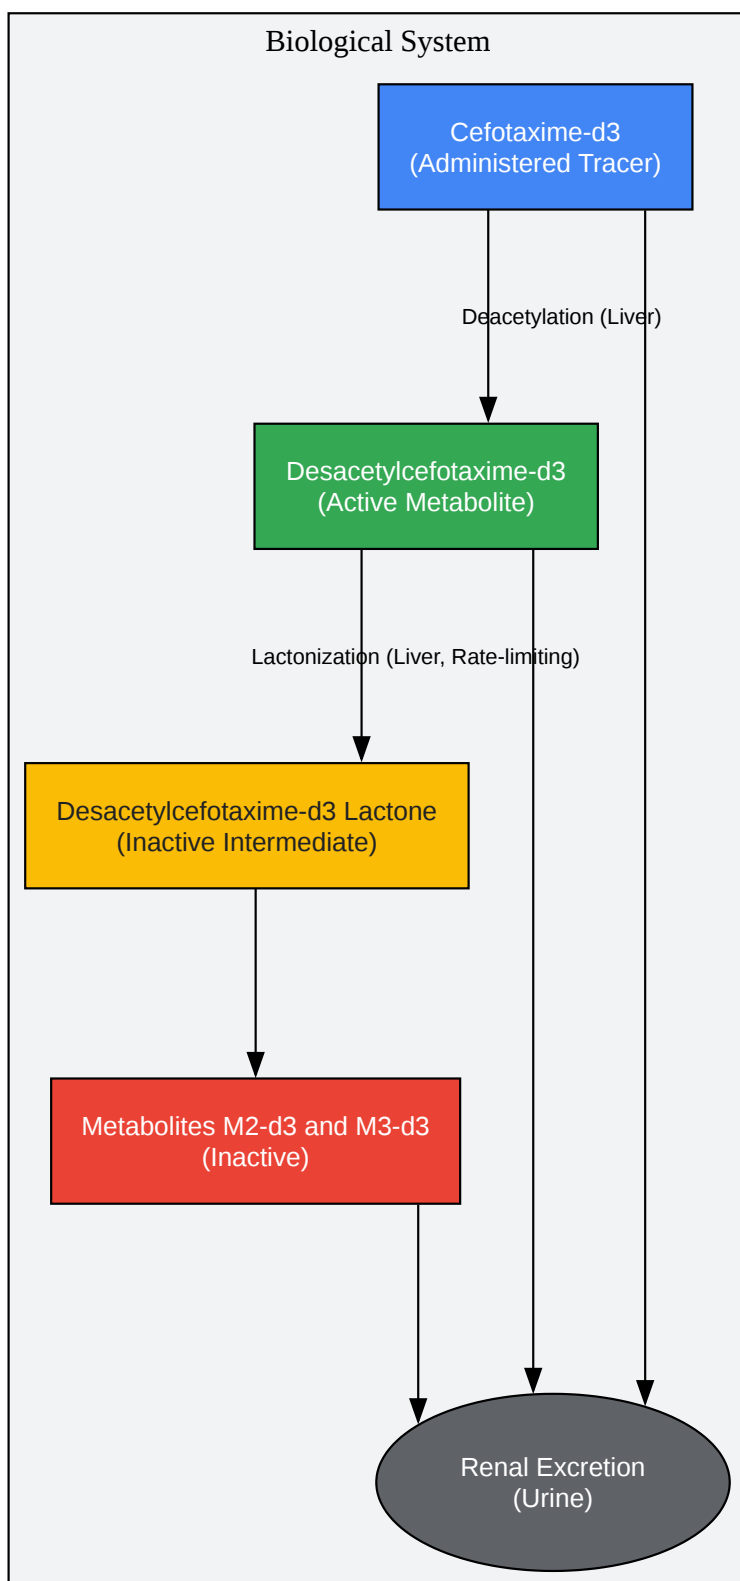 Biological System
Cefotaxime-d3
(Administered Tracer)
Deacetylation (Liver)
Desacetylcefotaxime-d3
(Active Metabolite)
Lactonization (Liver, Rate-limiting)
Desacetylcefotaxime-d3 Lactone
(Inactive Intermediate)
Metabolites M2-d3 and M3-d3
(Inactive)
Renal Excretion
(Urine)